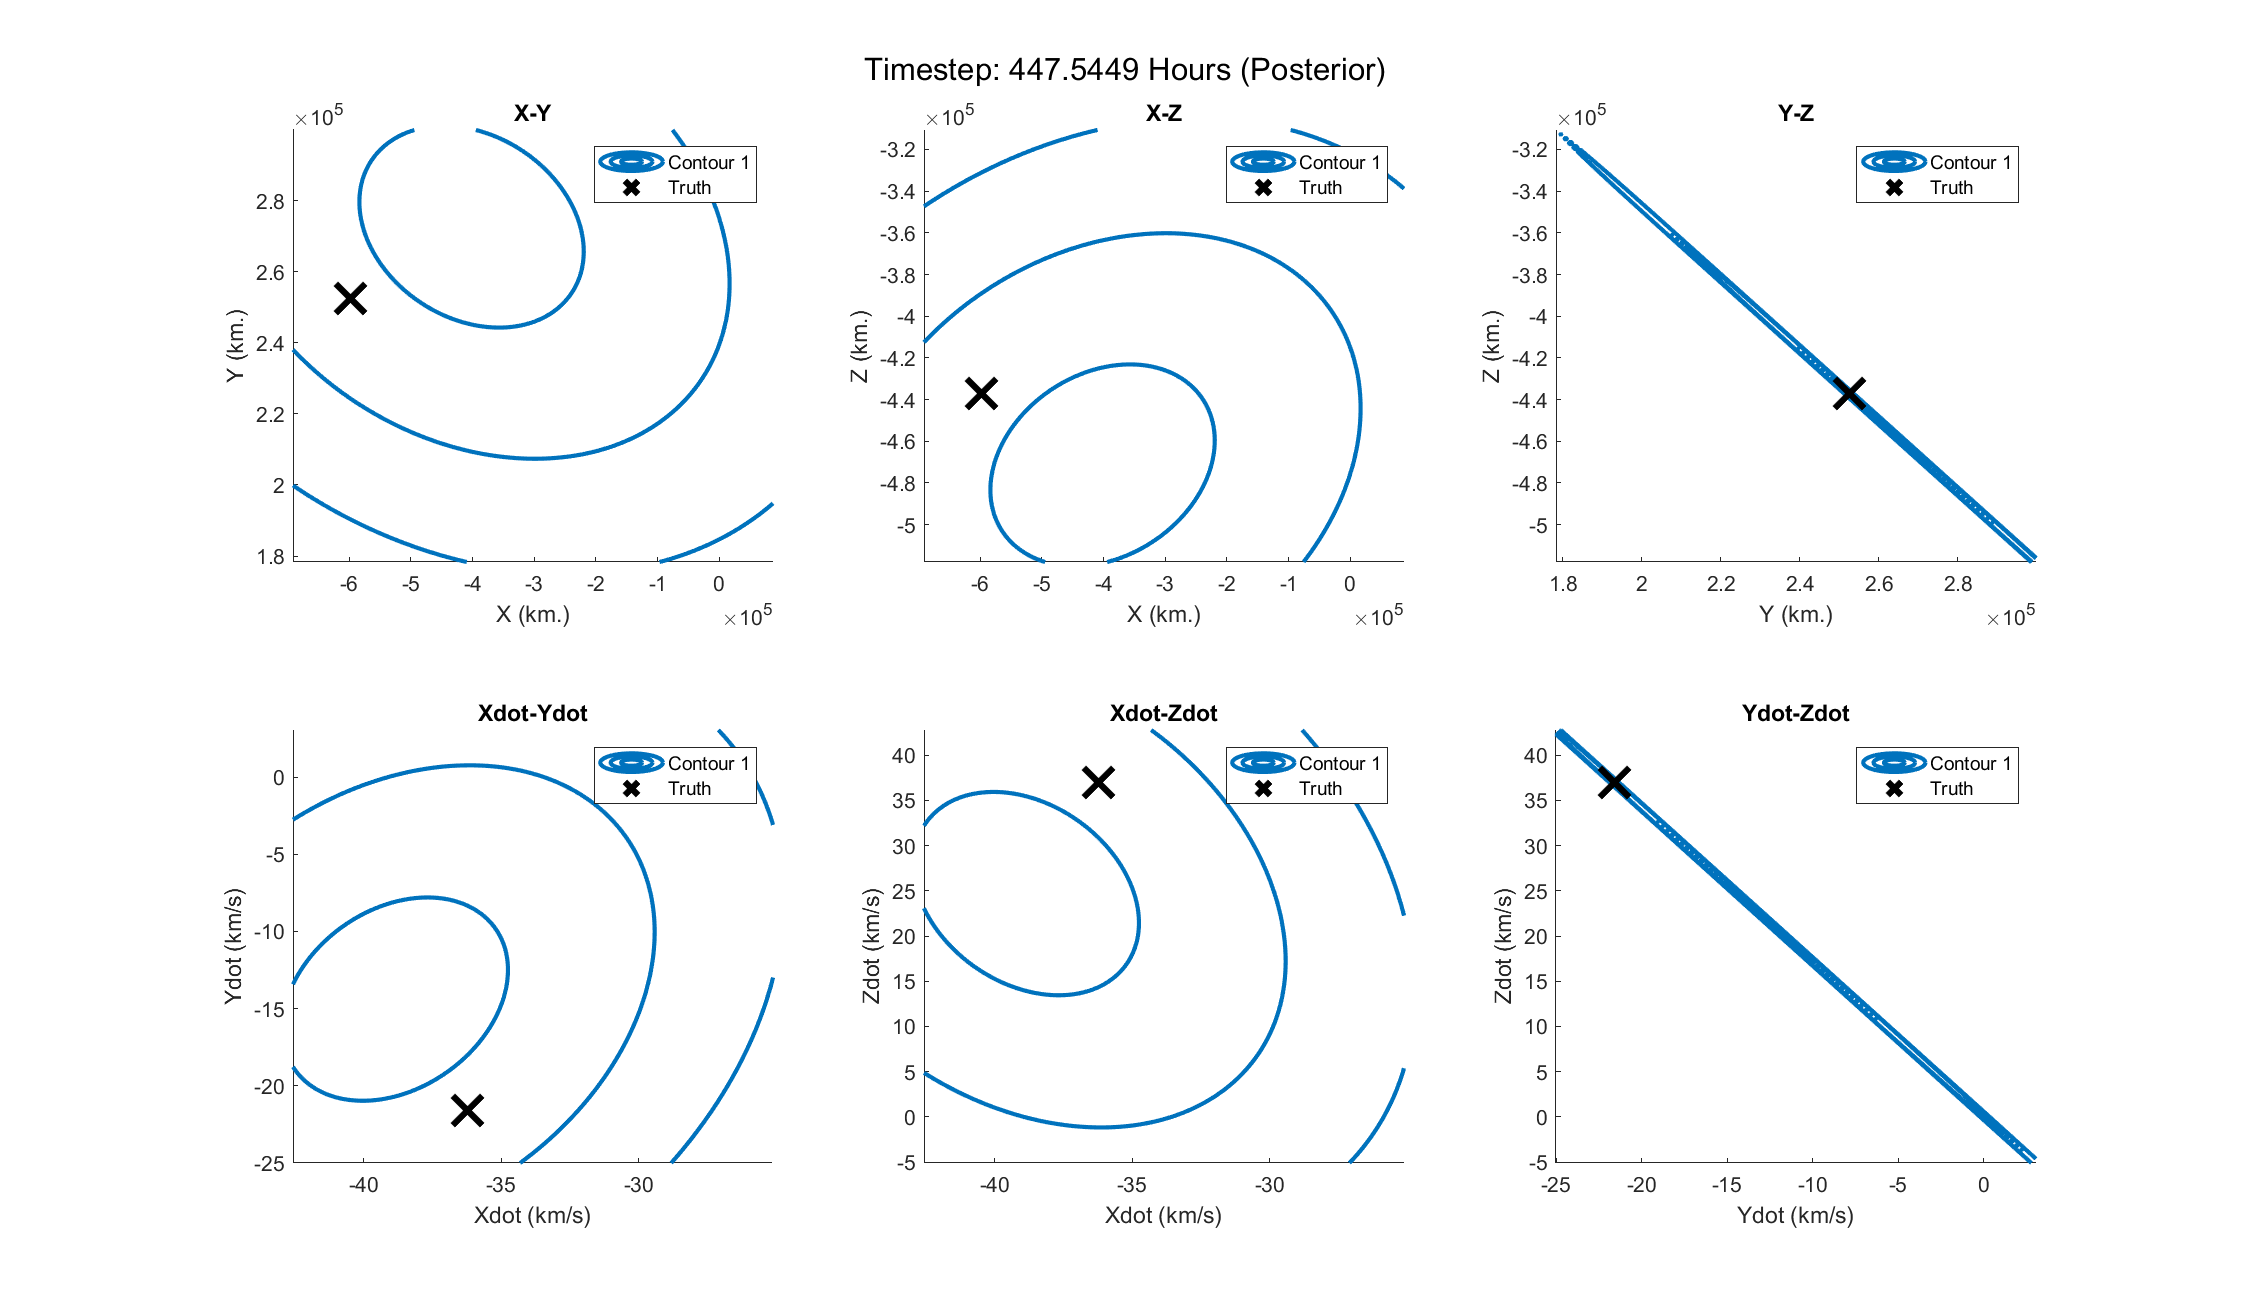 Timestep: 447.5449 Hours (Posterior)
X-Y
×10^5
2.8
2.6
2.4
2.2
2
1.8
Y (km.)
-6 -5 -4 -3 -2 -1 0
X (km.)
×10^5
Contour 1
Truth
X-Z
×10^5
-3.2
-3.4
-3.6
-3.8
-4
-4.2
-4.4
-4.6
-4.8
-5
Z (km.)
-6 -5 -4 -3 -2 -1 0
X (km.)
×10^5
Contour 1
Truth
Y-Z
×10^5
-3.2
-3.4
-3.6
-3.8
-4
-4.2
-4.4
-4.6
-4.8
-5
Z (km.)
1.8 2 2.2 2.4 2.6 2.8
Y (km.)
×10^5
Contour 1
Truth
Xdot-Ydot
0
-5
-10
-15
-20
-25
Ydot (km/s)
-40 -35 -30
Xdot (km/s)
Contour 1
Truth
Xdot-Zdot
40
35
30
25
20
15
10
5
0
-5
Zdot (km/s)
-40 -35 -30
Xdot (km/s)
Contour 1
Truth
Ydot-Zdot
40
35
30
25
20
15
10
5
0
-5
Zdot (km/s)
-25 -20 -15 -10 -5 0
Ydot (km/s)
Contour 1
Truth